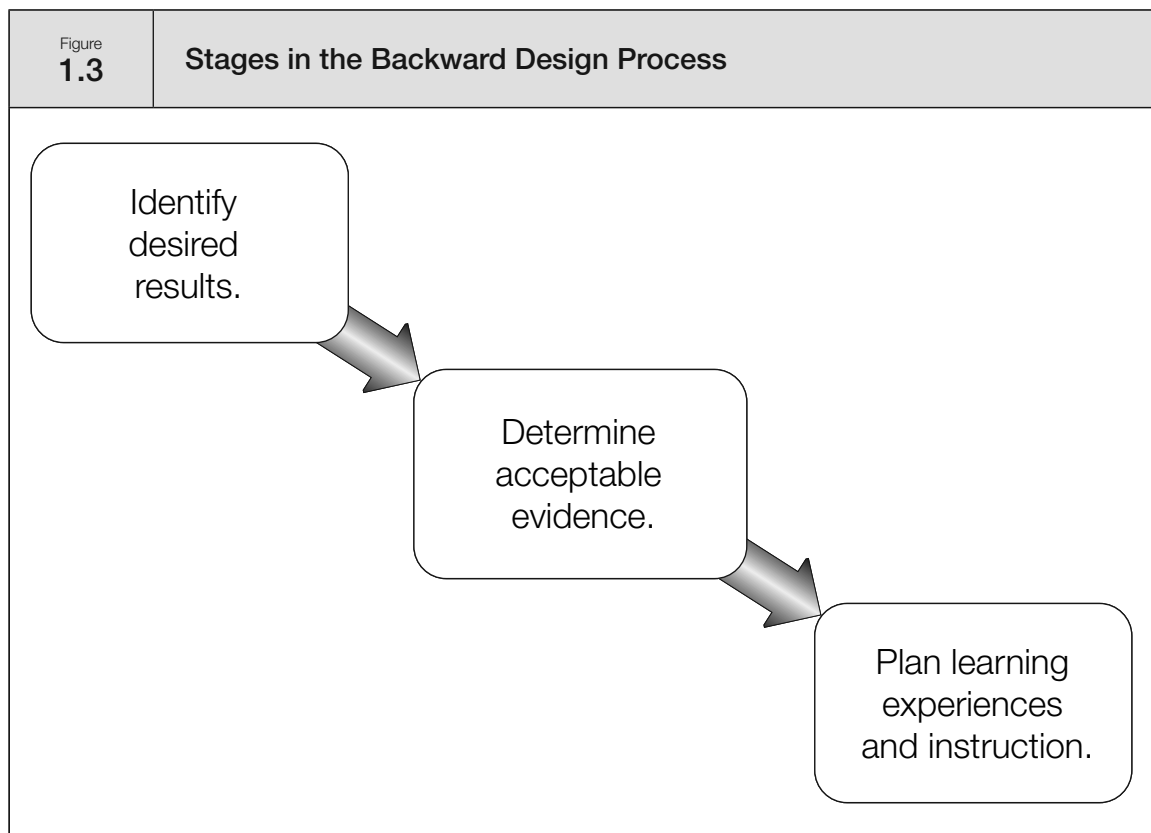 Figure
1.3
Stages in the Backward Design Process
Identify
desired
results.
Determine
acceptable
evidence.
Plan learning
experiences
and instruction.